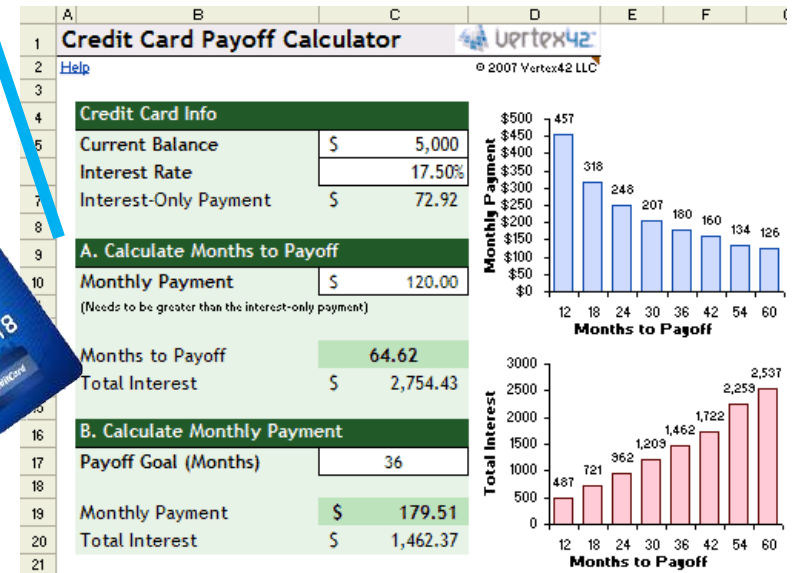 A B C D E F
1 Credit Card Payoff Calculator vertex42
2 Help © 2007 Vertex42 LLC
3
4 Credit Card Info
5 Current Balance $ 5,000
Interest Rate 17.50%
7 Interest-Only Payment $ 72.92
8
9 A. Calculate Months to Payoff
10 Monthly Payment $ 120.00
(Needs to be greater than the interest-only payment)
Months to Payoff 64.62
Total Interest $ 2,754.43
16 B. Calculate Monthly Payment
17 Payoff Goal (Months) 36
18
19 Monthly Payment $ 179.51
20 Total Interest $ 1,462.37
21
Monthly Payment
$500
$450
$400
$350
$300
$250
$200
$150
$100
$50
$0
457 318 248 207 180 160 134 126
12 18 24 30 36 42 54 60
Months to Payoff
Total Interest
3000
2500
2000
1500
1000
500
0
487 721 962 1,209 1,462 1,722 2,253 2,537
12 18 24 30 36 42 54 60
Months to Payoff